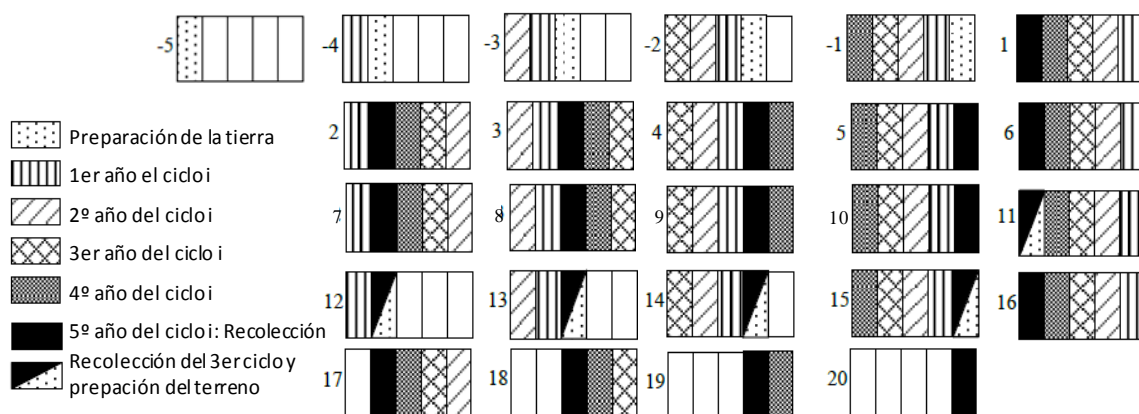 -5 -4 -3 -2 -1 1
Preparación de la tierra
1er año el ciclo i
2º año del ciclo i
3er año del ciclo i
4º año del ciclo i
5º año del ciclo i: Recolección
Recolección del 3er ciclo y
prepación del terreno
2 3 4 5 6
7 8 9 10 11
12 13 14 15 16
17 18 19 20